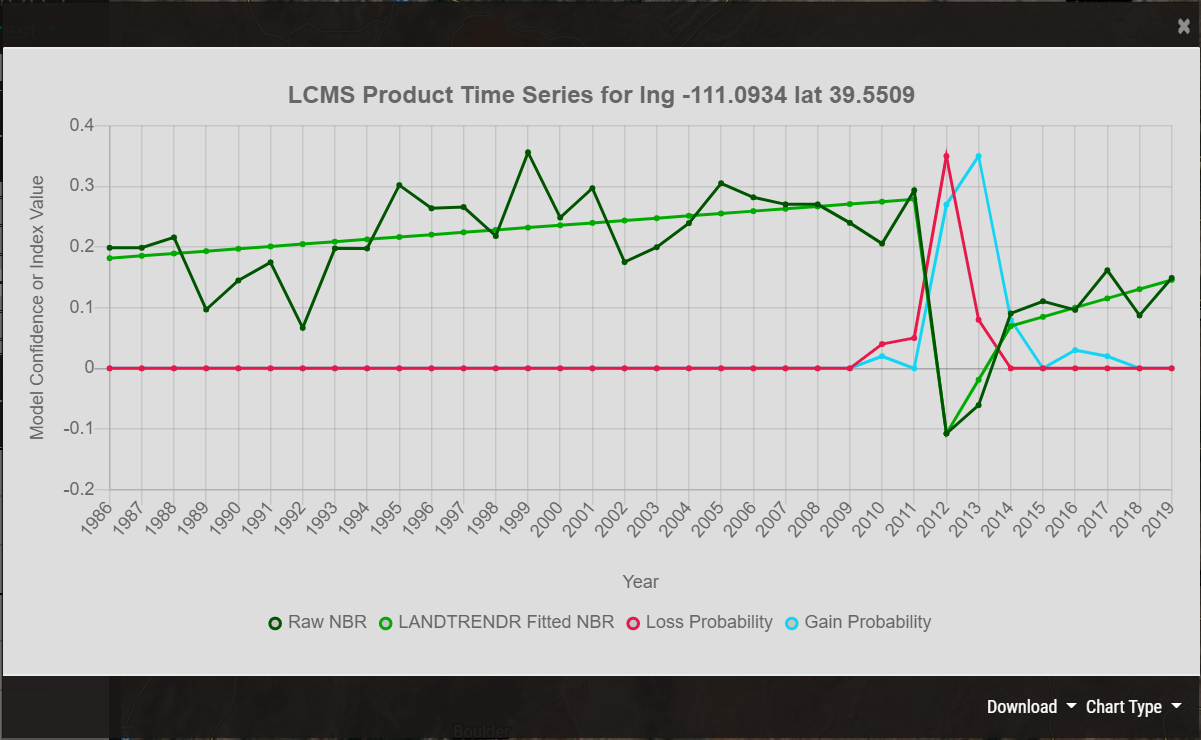 ×
LCMS Product Time Series for lng -111.0934 lat 39.5509
Model Confidence or Index Value
0.4
0.3
0.2
0.1
0
-0.1
-0.2
1986 1987 1988 1989 1990 1991 1992 1993 1994 1995 1996 1997 1998 1999 2000 2001 2002 2003 2004 2005 2006 2007 2008 2009 2010 2011 2012 2013 2014 2015 2016 2017 2018 2019
Year
Raw NBR LANDTRENDR Fitted NBR Loss Probability Gain Probability
Download Chart Type
Boulder